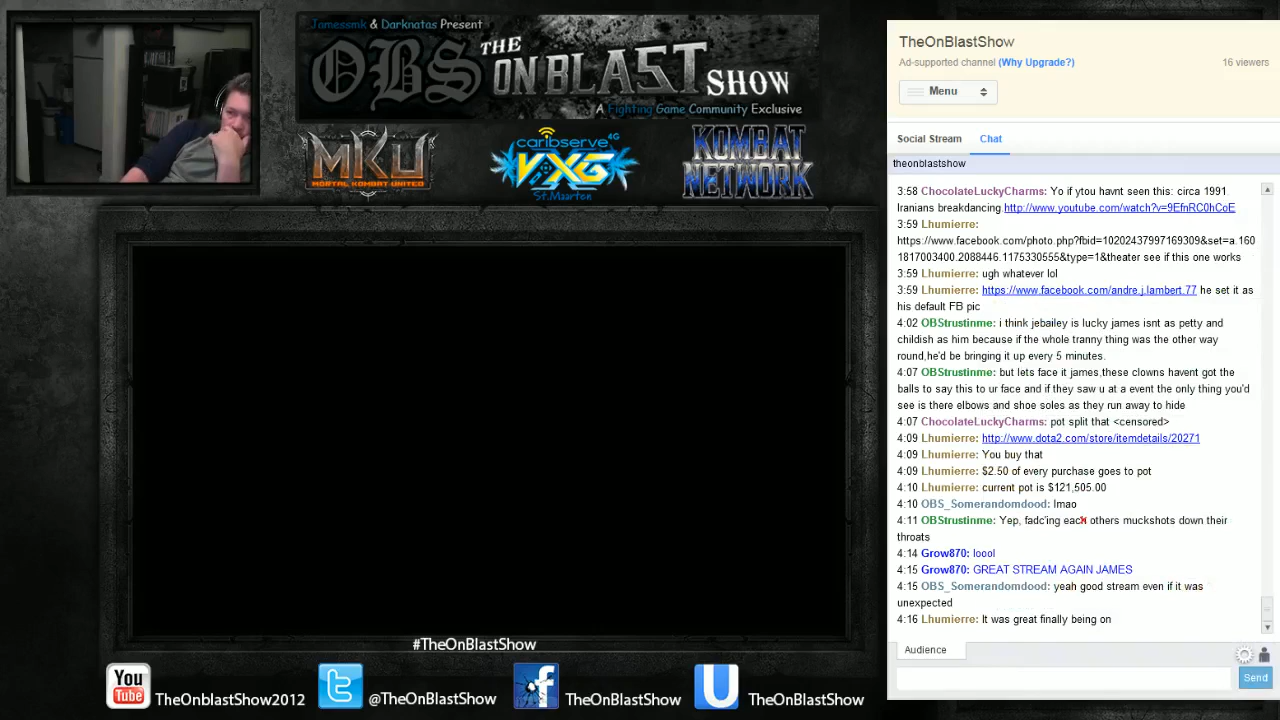 Jamessmk & Darknatas Present
OBS THE ON BLAST SHOW
A Fighting Game Community Exclusive
MKU
MORTAL KOMBAT UNITED
caribserve 4G
VXG
St.Maarten
KOMBAT
NETWORK
#TheOnBlastShow
You
Tube
TheOnblastShow2012
@TheOnBlastShow
TheOnBlastShow
U
TheOnBlastShow
TheOnBlastShow
Ad-supported channel (Why Upgrade?)
16 viewers
Menu
Social Stream
Chat
theonblastshow
3:58 ChocolateLuckyCharms: Yo if ytou havnt seen this: circa 1991
Iranians breakdancing.http://www.youtube.com/watch?v=9EfnRC0hCoE
3:59 Lhumierre:
https://www.facebook.com/photo.php?fbid=10202437997169309&set=a.160
1817003400.2088446.1175330555&type=1&theater see if this one works
3:59 Lhumierre: ugh whatever lol
3:59 Lhumierre: https://www.facebook.com/andre.j.lambert.77 he set it as
his default FB pic
4:02 OBStrustinme: i think jebailey is lucky james isnt as petty and
childish as him because if the whole tranny thing was the other way
round,he'd be bringing it up every 5 minutes.
4:07 OBStrustinme: but lets face it james,these clowns havent got the
balls to say this to ur face and if they saw u at a event the only thing you'd
see is there elbows and shoe soles as they run away to hide
4:07 ChocolateLuckyCharms: pot split that <censored>
4:09 Lhumierre: http://www.dota2.com/store/itemdetails/20271
4:09 Lhumierre: You buy that
4:09 Lhumierre: $2.50 of every purchase goes to pot
4:10 Lhumierre: current pot is $121,505.00
4:10 OBS_Somerandomdood: lmao
4:11 OBStrustinme: Yep, fadc'ing each others muckshots down their
throats
4:14 Grow870: loool
4:15 Grow870: GREAT STREAM AGAIN JAMES
4:15 OBS_Somerandomdood: yeah good stream even if it was
unexpected
4:16 Lhumierre: It was great finally being on
Audience
Send